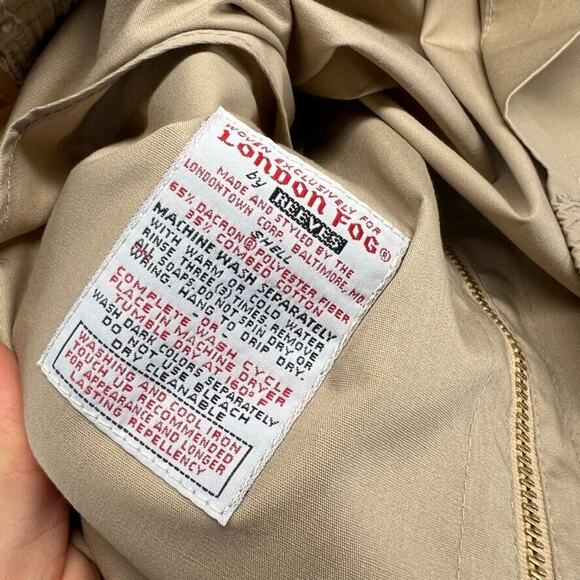 WOVEN EXCLUSIVELY FOR
LONDON FOG®
by REEVES
MADE AND STYLED BY THE
LONDONTOWN CORP. BALTIMORE, MD.
SHELL
65% DACRON® POLYESTER FIBER
35% COMBED COTTON
MACHINE WASH SEPARATELY
WITH WARM OR COLD WATER
RINSE THREE(3) TIMES REMOVE
ALL SOAPS. DO NOT SPIN DRY OR
WRING. HANG TO DRIP DRY.
-OR-
COMPLETE WASH CYCLE
PLACE IN MACHINE
TUMBLE DRY AT 60°F
WASH DARK COLORS SEPARATELY
DO NOT USE BLEACH
DRY CLEANABLE
WASHING AND COOL IRON
TOUCH UPS RECOMMENDED
FOR APPEARANCE AND LONGER
LASTING REPELLENCY